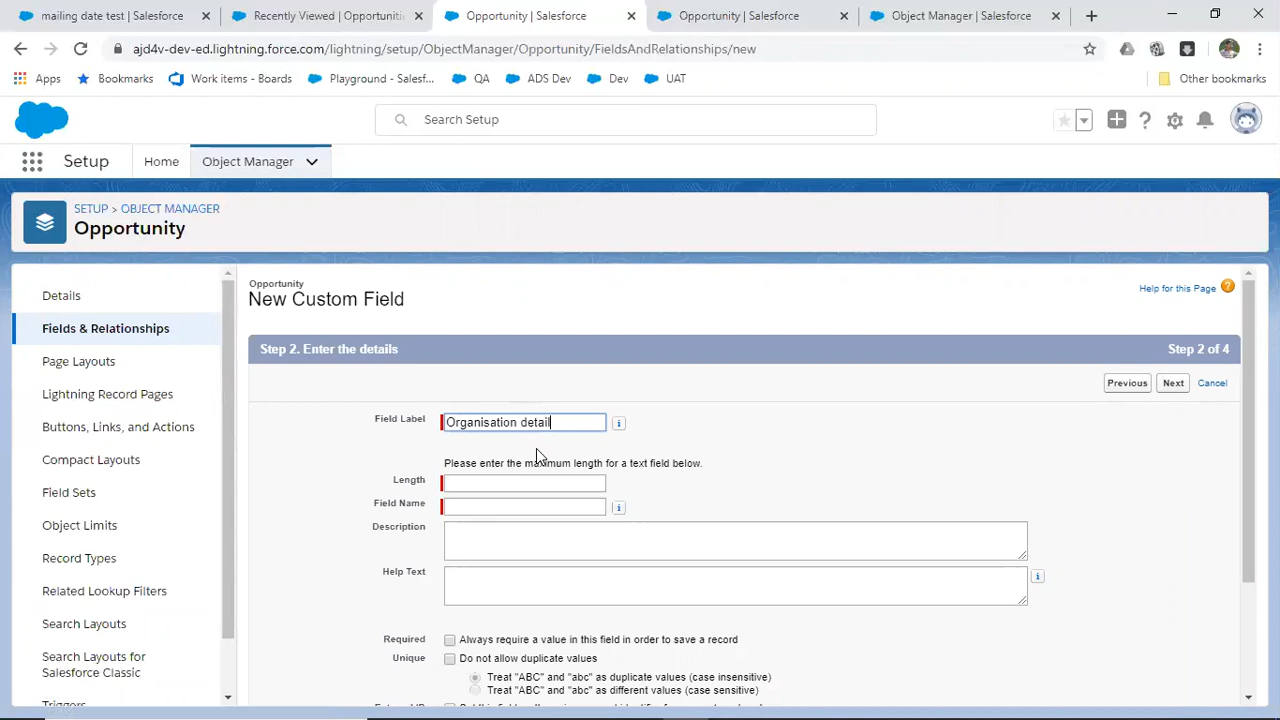 mailing date test | Salesforce
Recently Viewed | Opportuniti
Opportunity | Salesforce
Opportunity | Salesforce
Object Manager | Salesforce
ajd4v-dev-ed.lightning.force.com/lightning/setup/ObjectManager/Opportunity/FieldsAndRelationships/new
Apps
Bookmarks
Work items - Boards
Playground - Salesf...
QA
ADS Dev
Dev
UAT
Other bookmarks
Search Setup
Setup
Home
Object Manager
SETUP > OBJECT MANAGER
Opportunity
Details
Fields & Relationships
Page Layouts
Lightning Record Pages
Buttons, Links, and Actions
Compact Layouts
Field Sets
Object Limits
Record Types
Related Lookup Filters
Search Layouts
Search Layouts for
Salesforce Classic
Opportunity
New Custom Field
Help for this Page
Step 2. Enter the details
Step 2 of 4
Previous
Next
Cancel
Field Label
Organisation detail
Please enter the maximum length for a text field below.
Length
Field Name
Description
Help Text
Required
Always require a value in this field in order to save a record
Unique
Do not allow duplicate values
Treat "ABC" and "abc" as duplicate values (case insensitive)
Treat "ABC" and "abc" as different values (case sensitive)